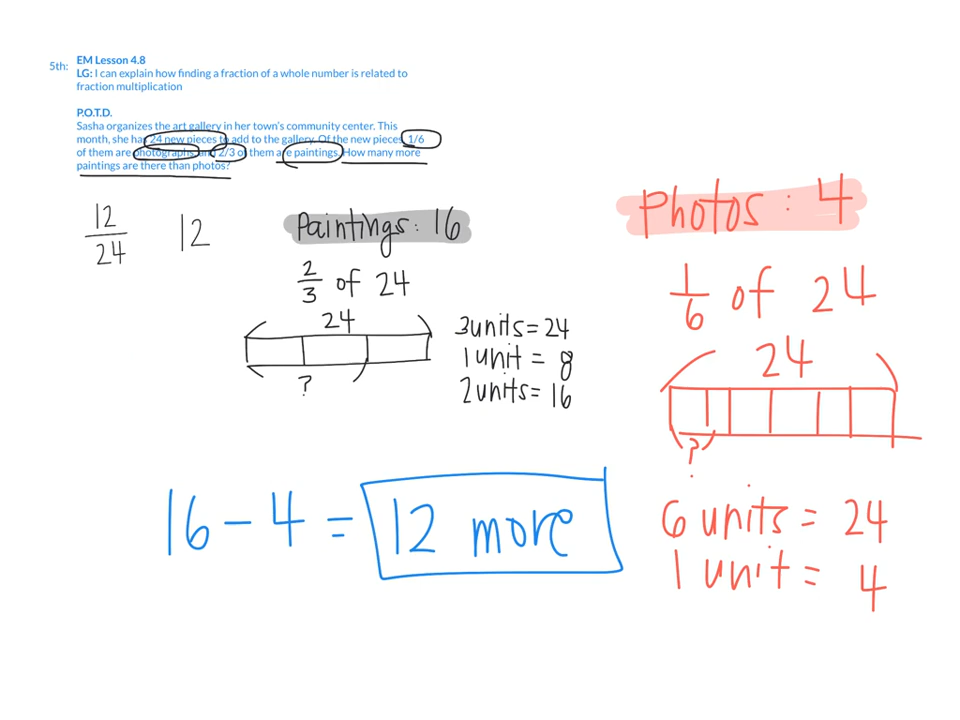 5th:
EM Lesson 4.8
LG: I can explain how finding a fraction of a whole number is related to
fraction multiplication
P.O.T.D.
Sasha organizes the art gallery in her town's community center. This
month, she has 24 new pieces to add to the gallery. Of the new pieces, 1/6
of them are photographs and 2/3 of them are paintings. How many more
paintings are there than photos?
12/24 12
Paintings: 16
2/3 of 24
24
?
3 units = 24
1 unit = 8
2 units = 16
Photos: 4
1/6 of 24
24
?
6 units = 24
1 unit = 4
16 - 4 = 12 more